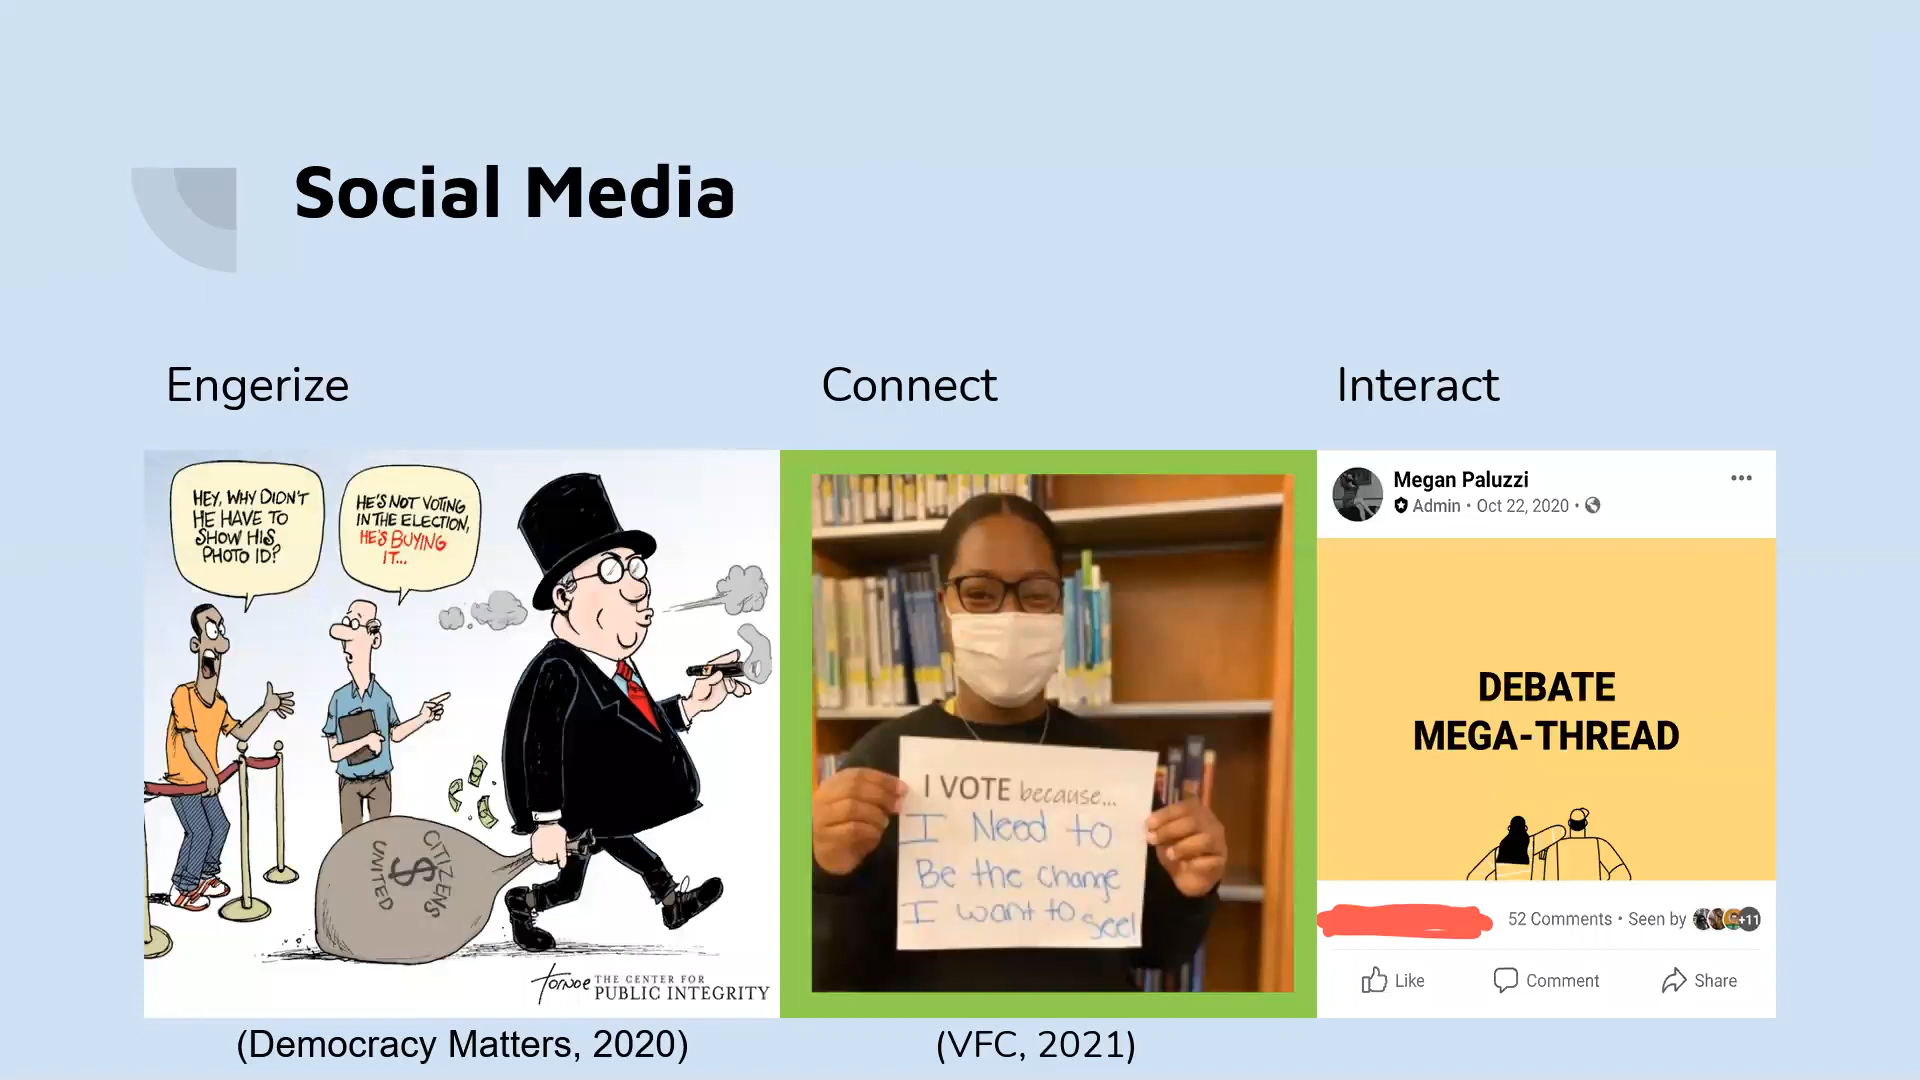 Social Media
Engerize
Connect
Interact
HEY, WHY DIDN'T
HE HAVE TO
SHOW HIS
PHOTO ID?
HE'S NOT VOTING
IN THE ELECTION,
HE'S BUYING
IT...
CITIZENS
UNITED
$
tornoe THE CENTER FOR
PUBLIC INTEGRITY
I VOTE because...
I Need to
Be the change
I want to see!
Megan Paluzzi
Admin · Oct 22, 2020 ·
DEBATE
MEGA-THREAD
52 Comments · Seen by +11
Like Comment Share
(Democracy Matters, 2020)
(VFC, 2021)